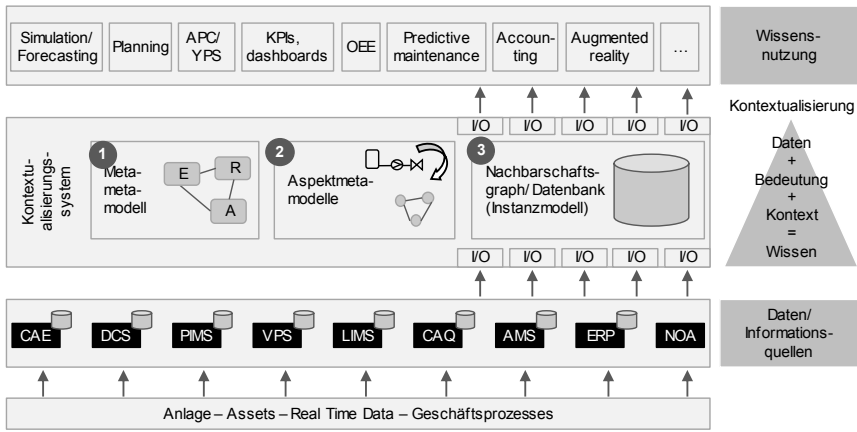 Simulation/
Forecasting
Planning
APC/
YPS
KPIs,
dashboards
OEE
Predictive
maintenance
Accoun-
ting
Augmented
reality
...
Wissens-
nutzung
I/O I/O I/O I/O I/O
Kontextu-
alisierungs-
system
1
Meta-
meta-
modell
E
R
A
2
Aspektmeta-
modelle
3
Nachbarschafts-
graph/ Datenbank
(Instanzmodell)
I/O I/O I/O I/O I/O
Kontextualisierung
Daten
+
Bedeutung
+
Kontext
=
Wissen
CAE DCS PIMS VPS LIMS CAQ AMS ERP NOA
Daten/
Informations-
quellen
Anlage – Assets – Real Time Data – Geschäftsprozesses